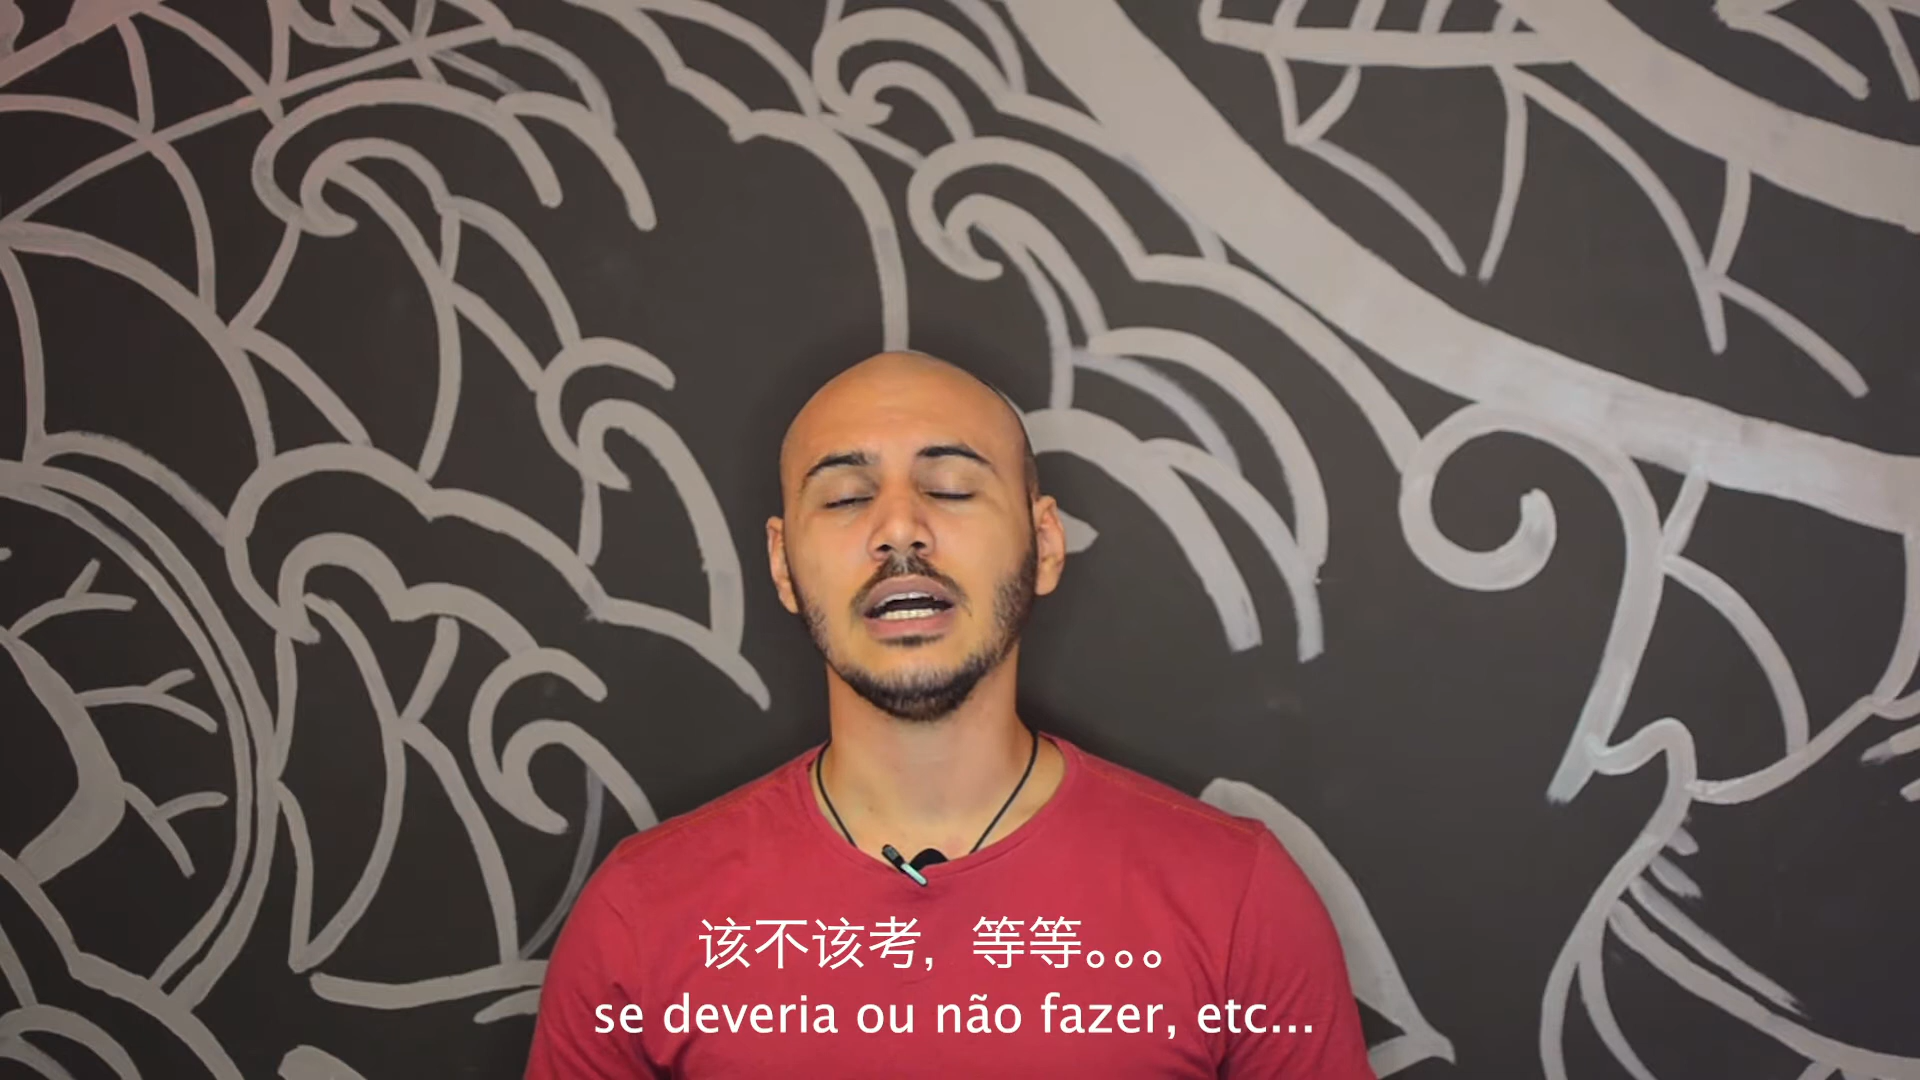 该不该考, 等等。。。
se deveria ou não fazer, etc...